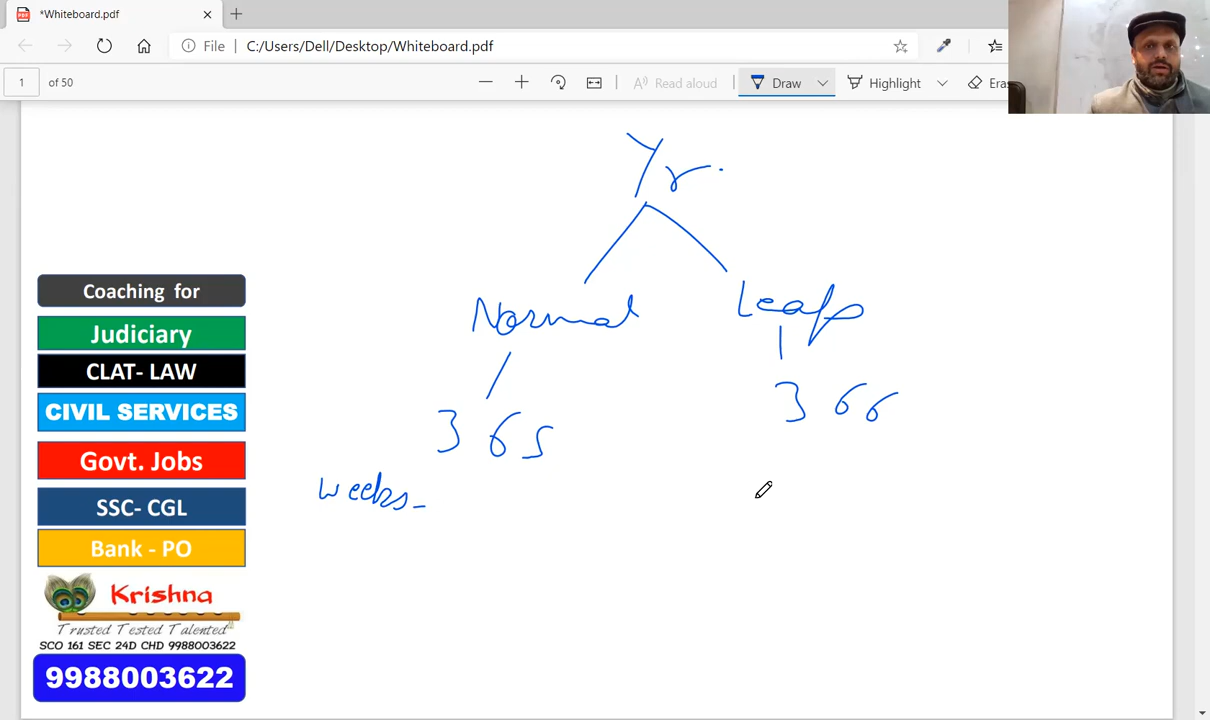 *Whiteboard.pdf
File C:/Users/Dell/Desktop/Whiteboard.pdf
1 of 50 Read aloud Draw Highlight Eras
Yr.
Normal Leap
365 366
weeks-
Coaching for
Judiciary
CLAT- LAW
CIVIL SERVICES
Govt. Jobs
SSC- CGL
Bank - PO
Krishna
Trusted Tested Talented
SCO 161 SEC 24D CHD 9988003622
9988003622